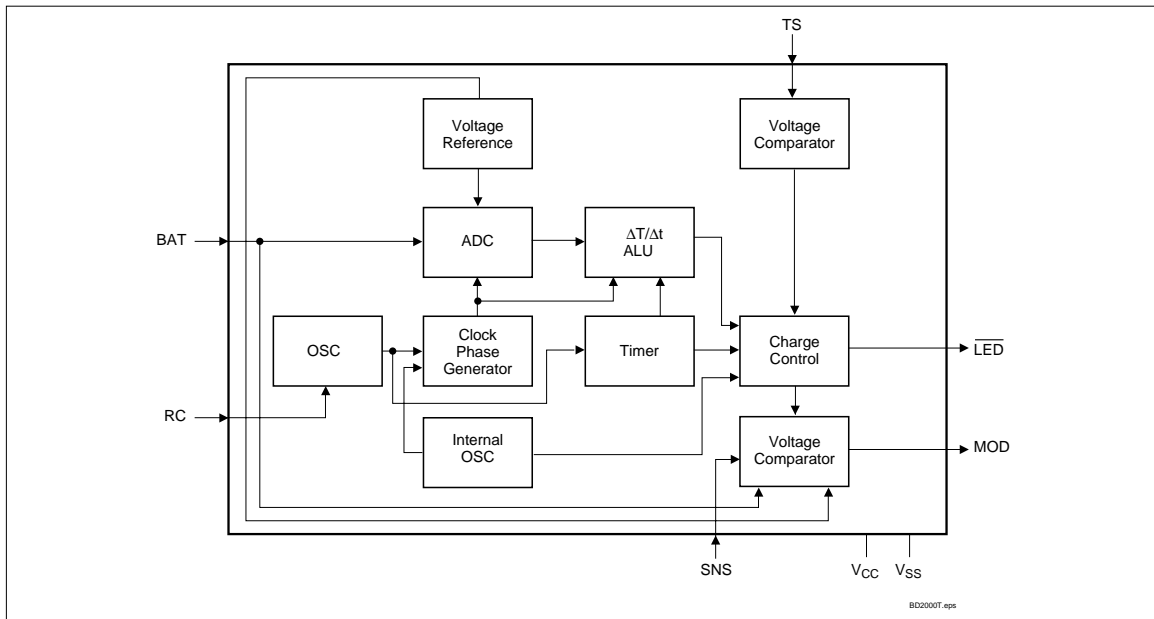 TS
Voltage
Reference
Voltage
Comparator
BAT
ADC
ΔT/Δt
ALU
OSC
Clock
Phase
Generator
Timer
Charge
Control
LED
RC
Internal
OSC
Voltage
Comparator
MOD
SNS
VCC
VSS
BD2000T.eps